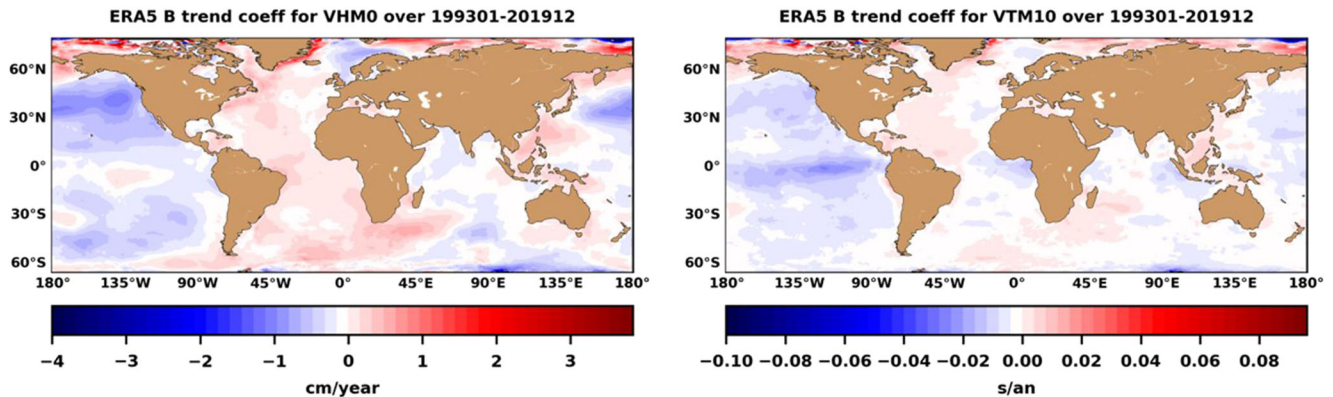 ERA5 B trend coeff for VHM0 over 199301-201912
60°N
30°N
0°
30°S
60°S
180° 135°W 90°W 45°W 0° 45°E 90°E 135°E 180°
−4 −3 −2 −1 0 1 2 3
cm/year
ERA5 B trend coeff for VTM10 over 199301-201912
60°N
30°N
0°
30°S
60°S
180° 135°W 90°W 45°W 0° 45°E 90°E 135°E 180°
−0.10 −0.08 −0.06 −0.04 −0.02 0.00 0.02 0.04 0.06 0.08
s/an